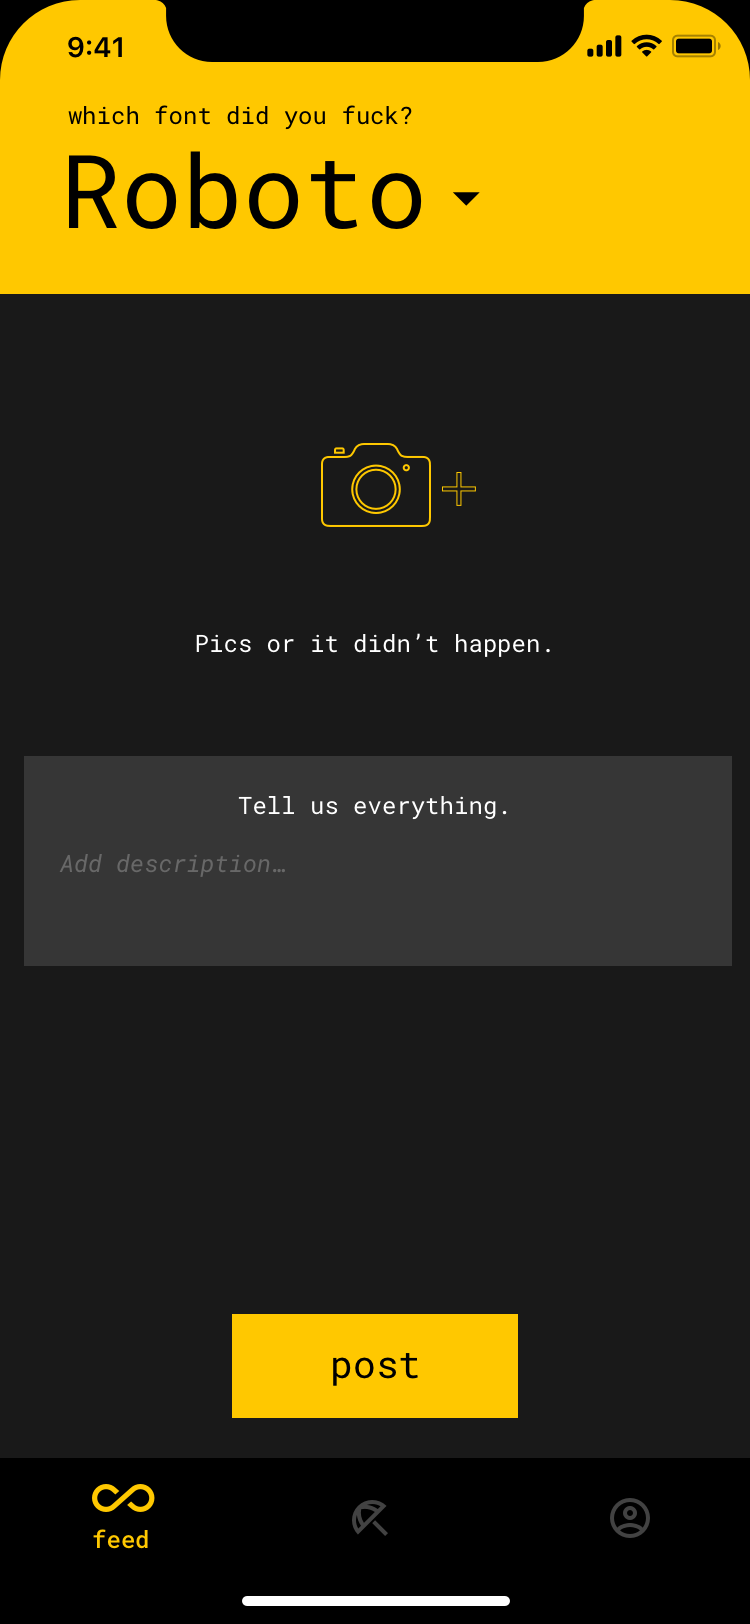 9:41
which font did you fuck?
Roboto
Pics or it didn’t happen.
Tell us everything.
Add description…
post
feed